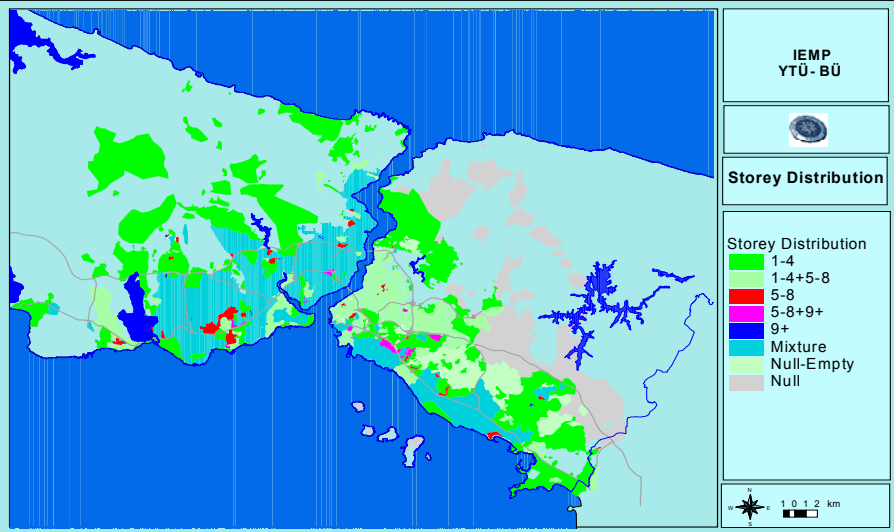 IEMP
YTÜ- BÜ
Storey Distribution
Storey Distribution
1-4
1-4+5-8
5-8
5-8+9+
9+
Mixture
Null-Empty
Null
N
W E
S
1 0 1 2 km